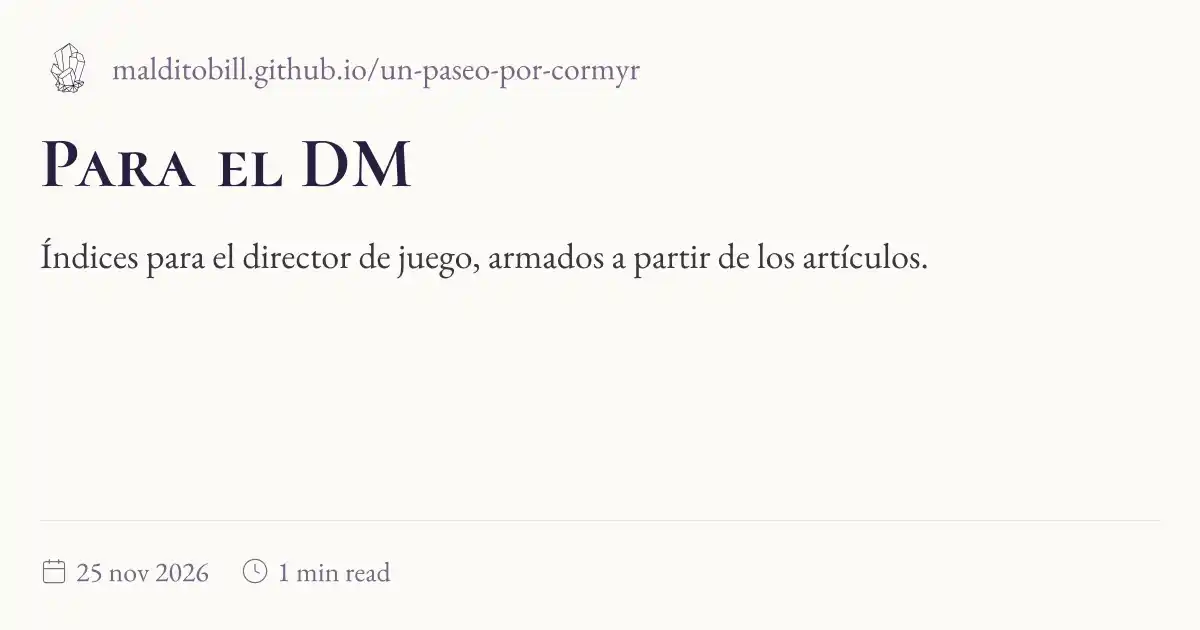 malditobill.github.io/un-paseo-por-cormyr
Para el DM
Índices para el director de juego, armados a partir de los artículos.
25 nov 2026 1 min read